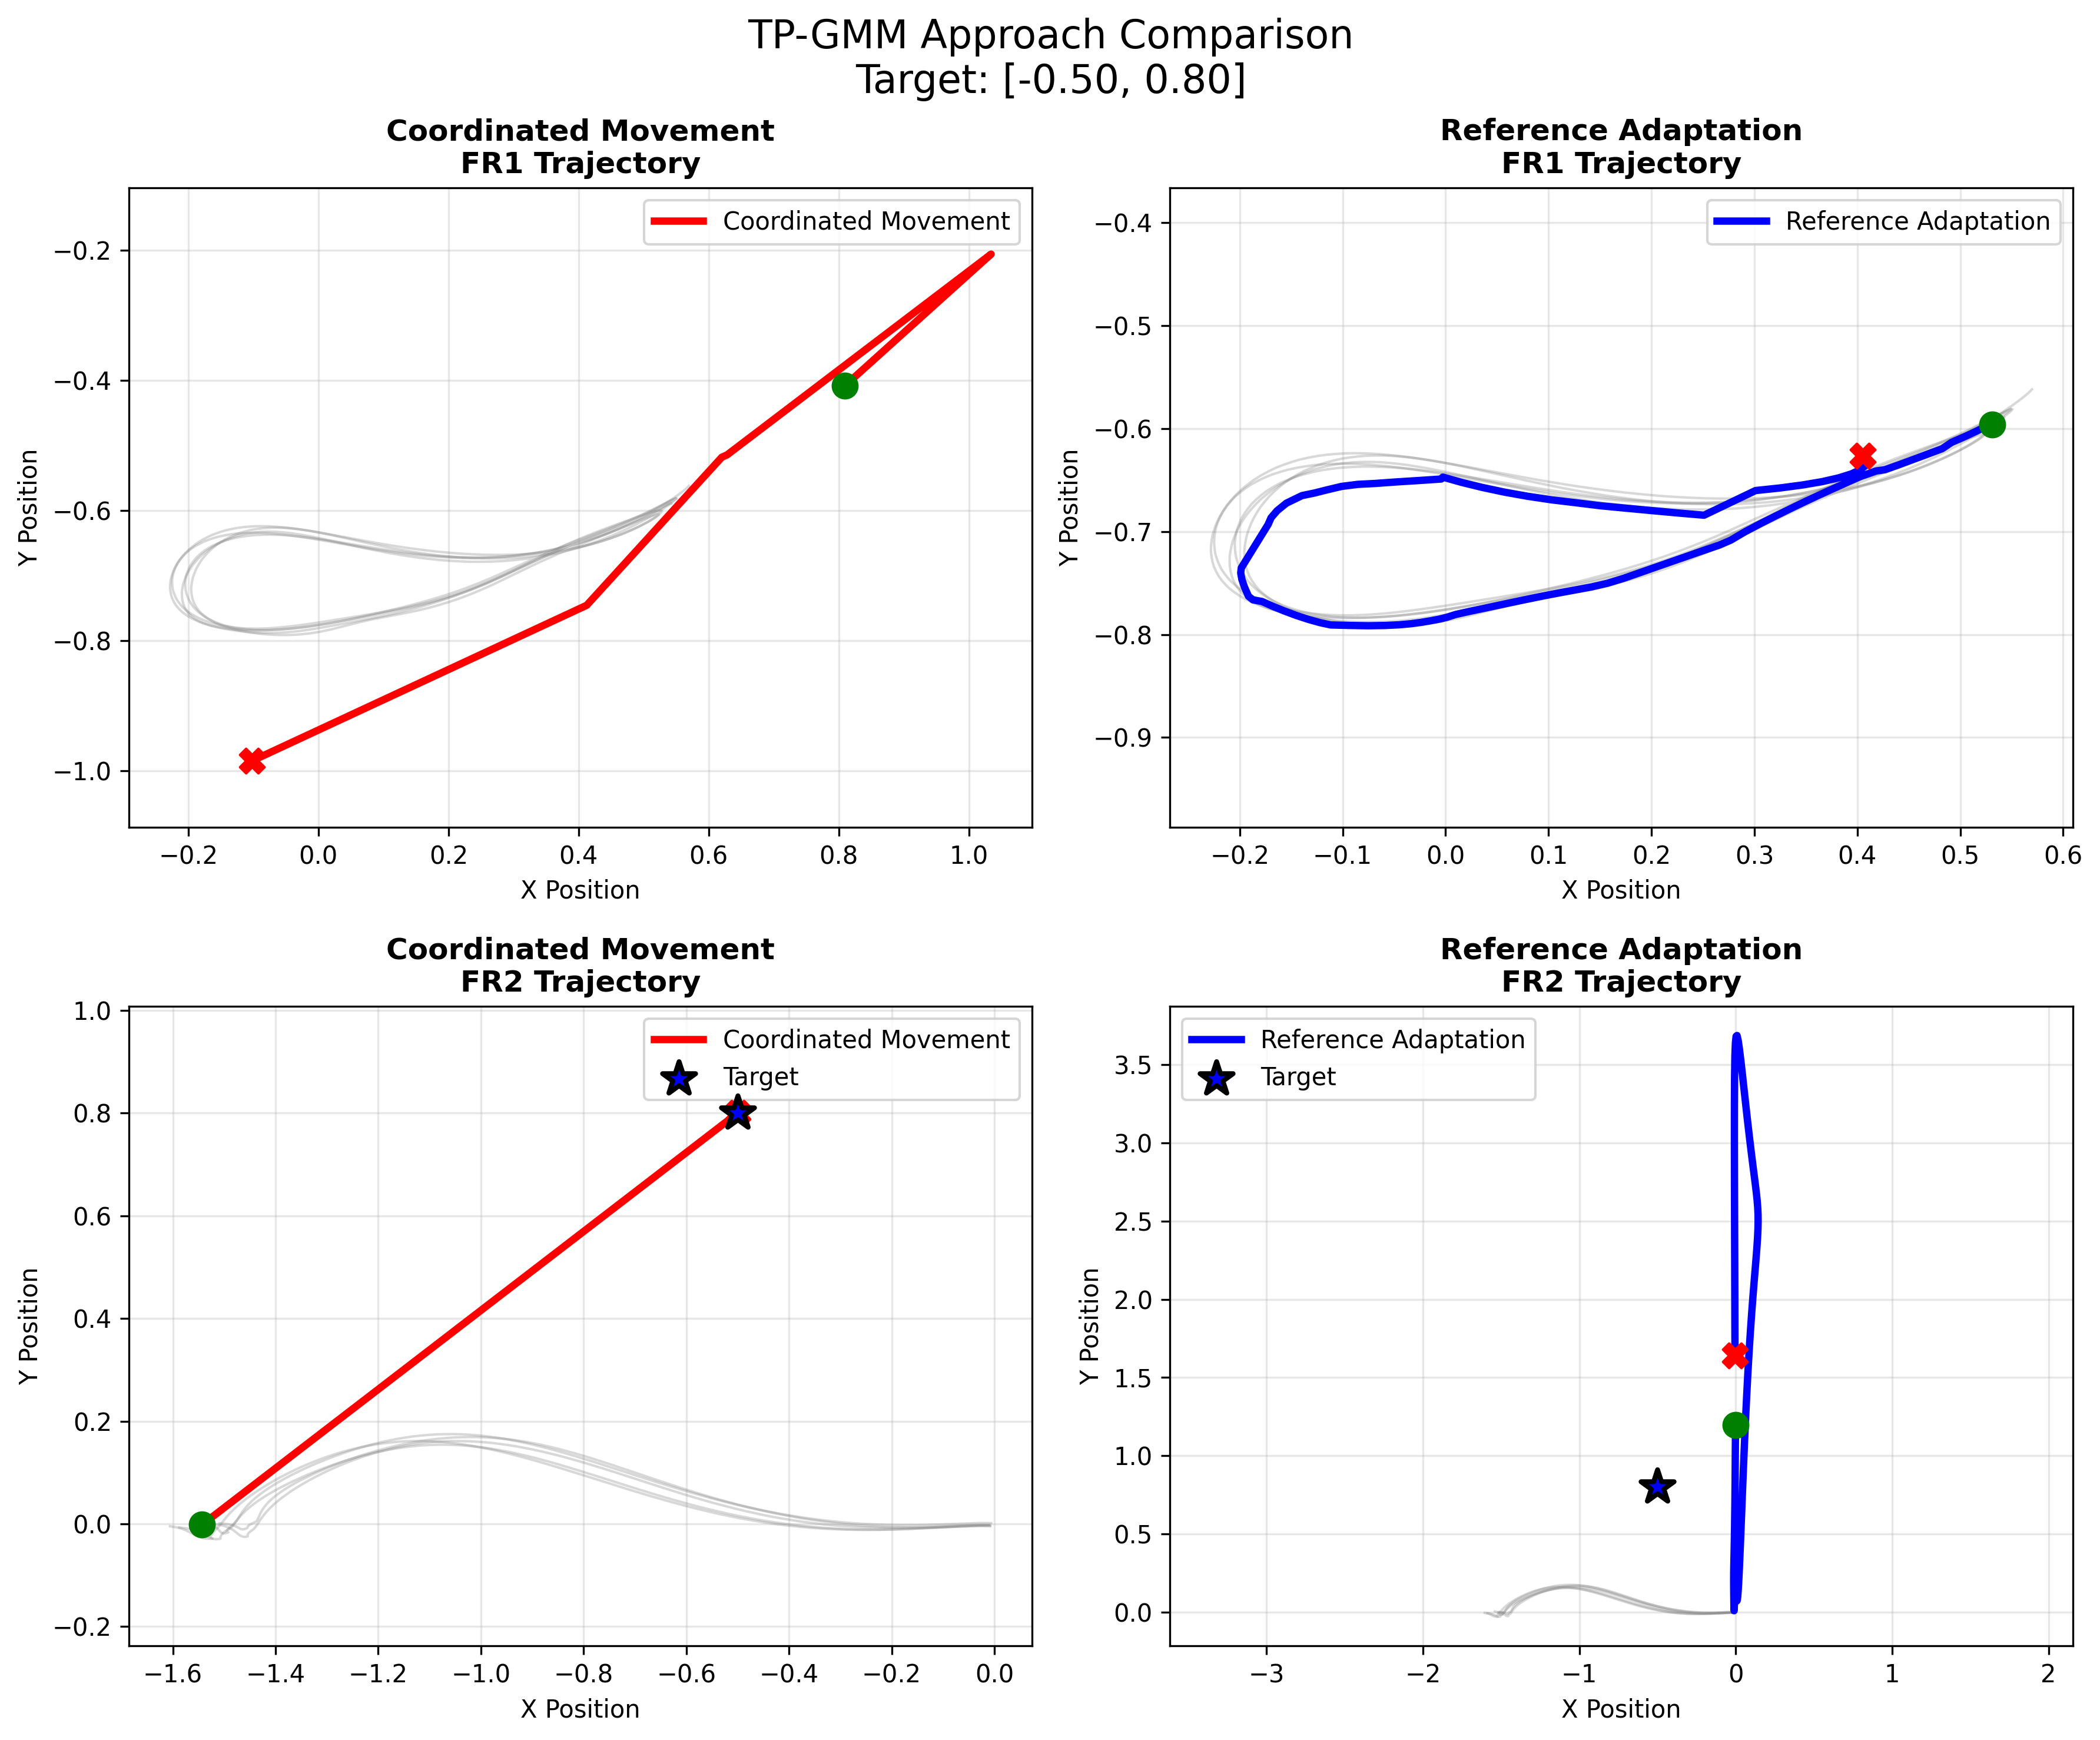 TP-GMM Approach Comparison
Target: [-0.50, 0.80]
Coordinated Movement
FR1 Trajectory
Coordinated Movement
−0.2
−0.4
−0.6
−0.8
−1.0
Y Position
−0.2
0.0
0.2
0.4
0.6
0.8
1.0
X Position
Reference Adaptation
FR1 Trajectory
Reference Adaptation
−0.4
−0.5
−0.6
−0.7
−0.8
−0.9
Y Position
−0.2
−0.1
0.0
0.1
0.2
0.3
0.4
0.5
0.6
X Position
Coordinated Movement
FR2 Trajectory
Coordinated Movement
Target
1.0
0.8
0.6
0.4
0.2
0.0
−0.2
Y Position
−1.6
−1.4
−1.2
−1.0
−0.8
−0.6
−0.4
−0.2
0.0
X Position
Reference Adaptation
FR2 Trajectory
Reference Adaptation
Target
3.5
3.0
2.5
2.0
1.5
1.0
0.5
0.0
Y Position
−3
−2
−1
0
1
2
X Position